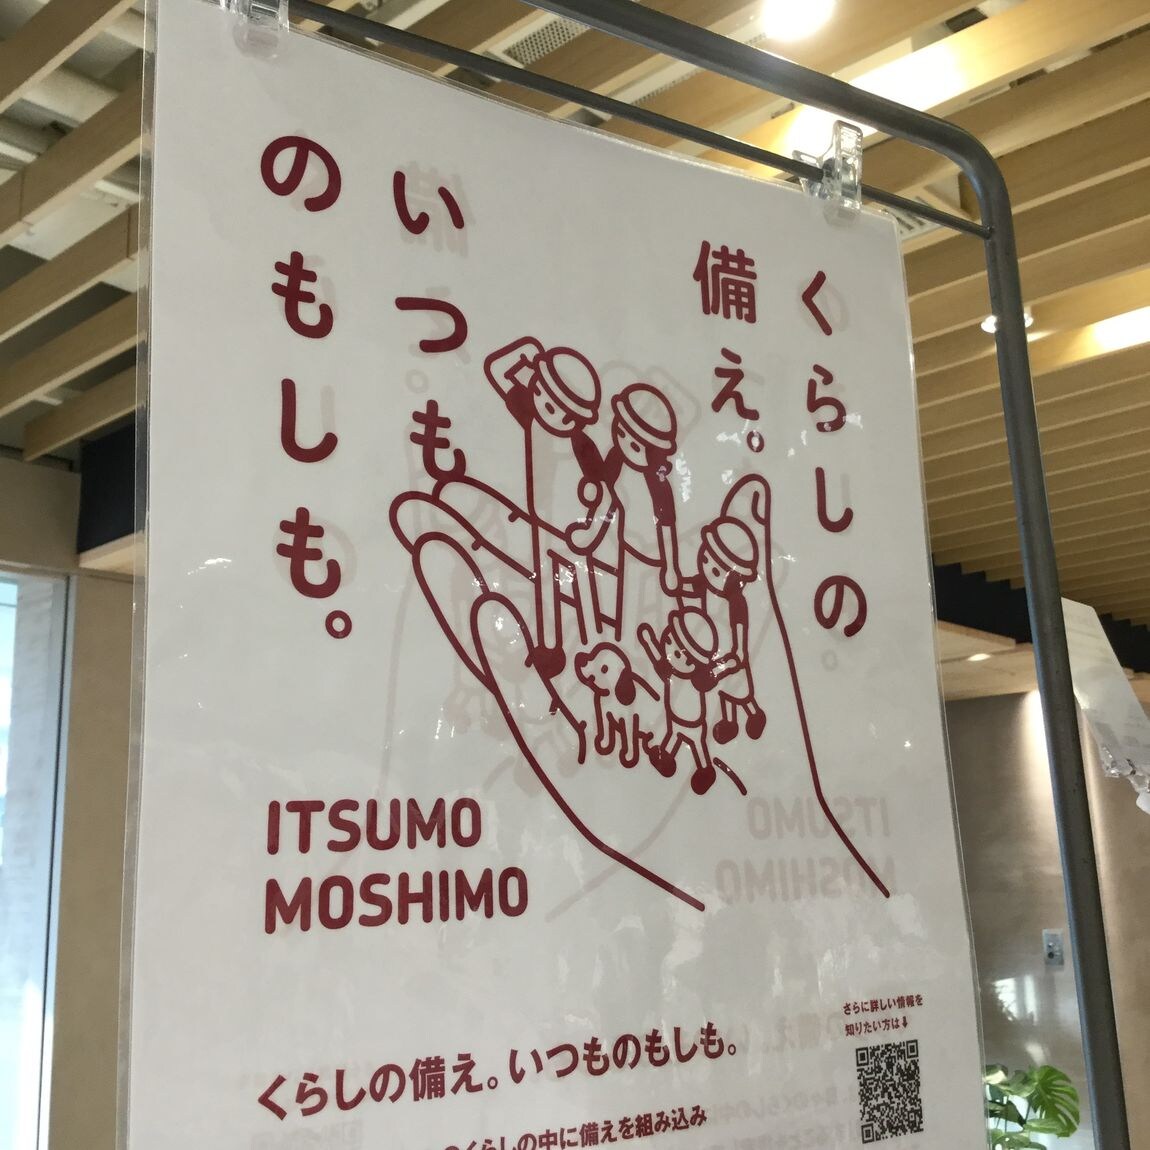 くらしの
備え。
いつも
のもしも。
ITSUMO
MOSHIMO
さらに詳しい情報を
知りたい方は⬇
くらしの備え。いつものもしも。
くらしの中に備えを組み込み